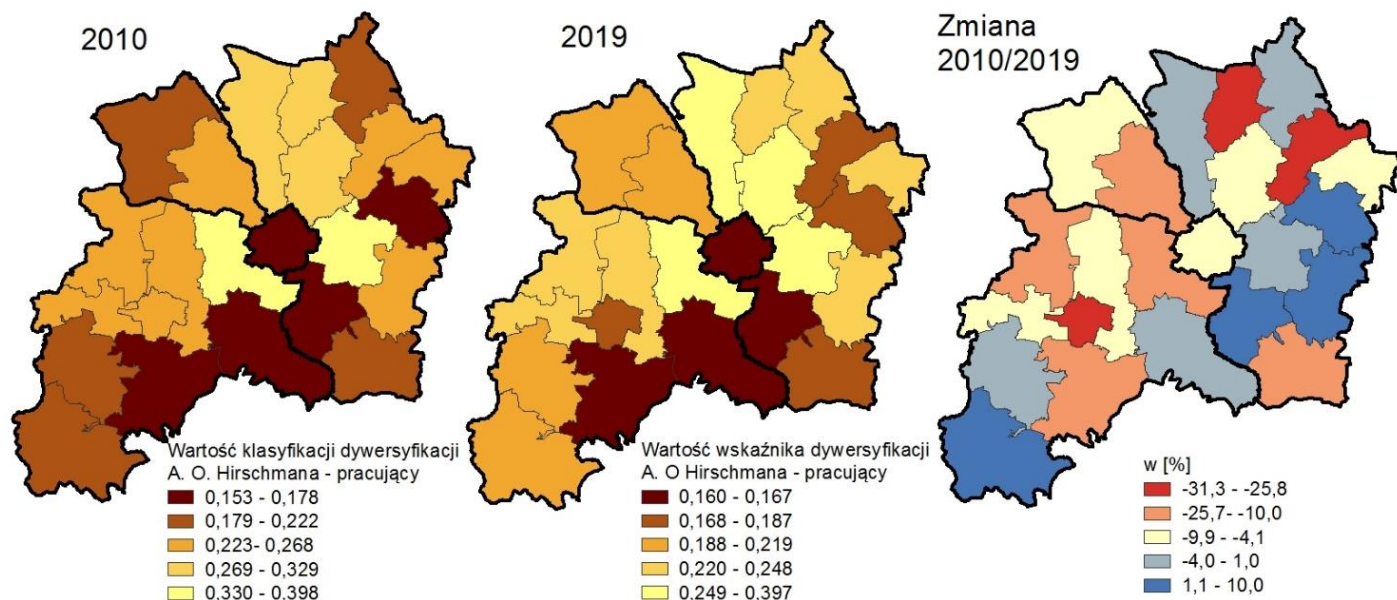 2010
2019
Zmiana
2010/2019
Wartość klasyfikacji dywersyfikacji
A. O. Hirschmana - pracujący
0,153 - 0,178
0,179 - 0,222
0,223- 0,268
0,269 - 0,329
0,330 - 0,398
Wartość wskaźnika dywersyfikacji
A. O Hirschmana - pracujący
0,160 - 0,167
0,168 - 0,187
0,188 - 0,219
0,220 - 0,248
0,249 - 0,397
w [%]
-31,3 - -25,8
-25,7- -10,0
-9,9 - -4,1
-4,0 - 1,0
1,1 - 10,0